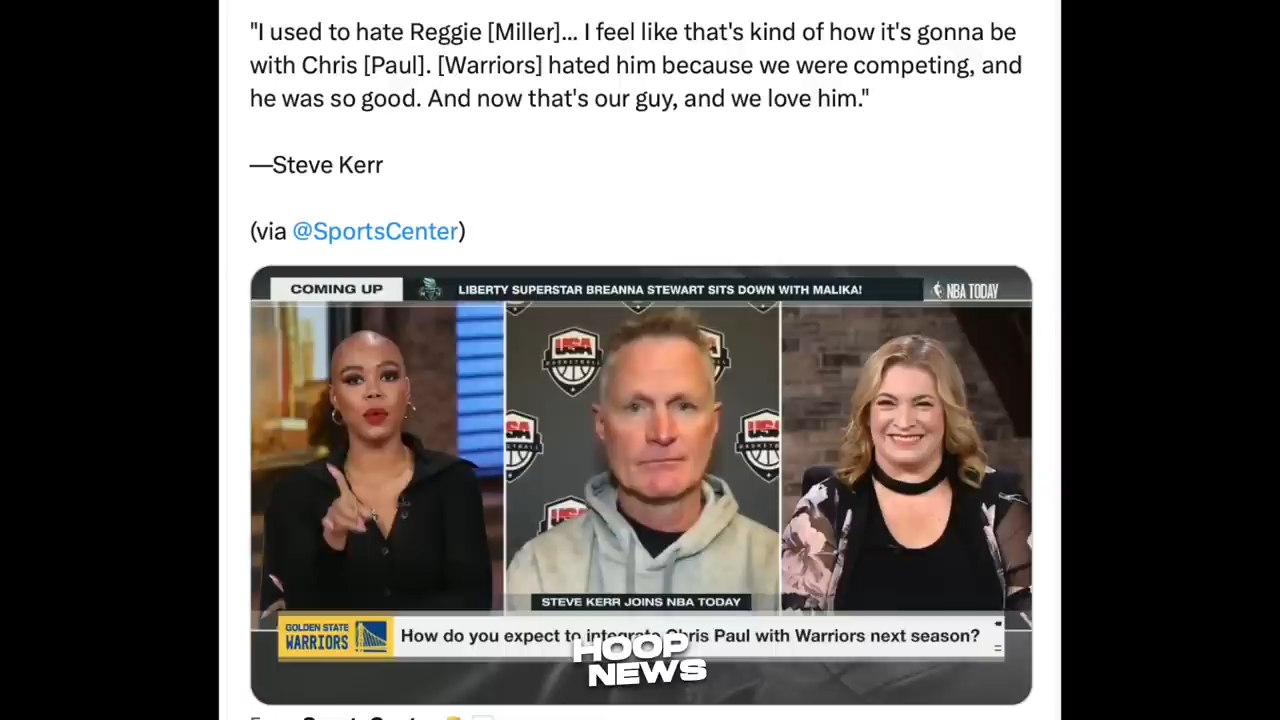 "I used to hate Reggie [Miller]... I feel like that's kind of how it's gonna be
with Chris [Paul]. [Warriors] hated him because we were competing, and
he was so good. And now that's our guy, and we love him."
—Steve Kerr
(via @SportsCenter)
COMING UP
LIBERTY SUPERSTAR BREANNA STEWART SITS DOWN WITH MALIKA!
NBA TODAY
USA
BASKETBALL
USA
USA
USA
STEVE KERR JOINS NBA TODAY
GOLDEN STATE
WARRIORS
How do you expect to integrate Chris Paul with Warriors next season?
HOOP
NEWS